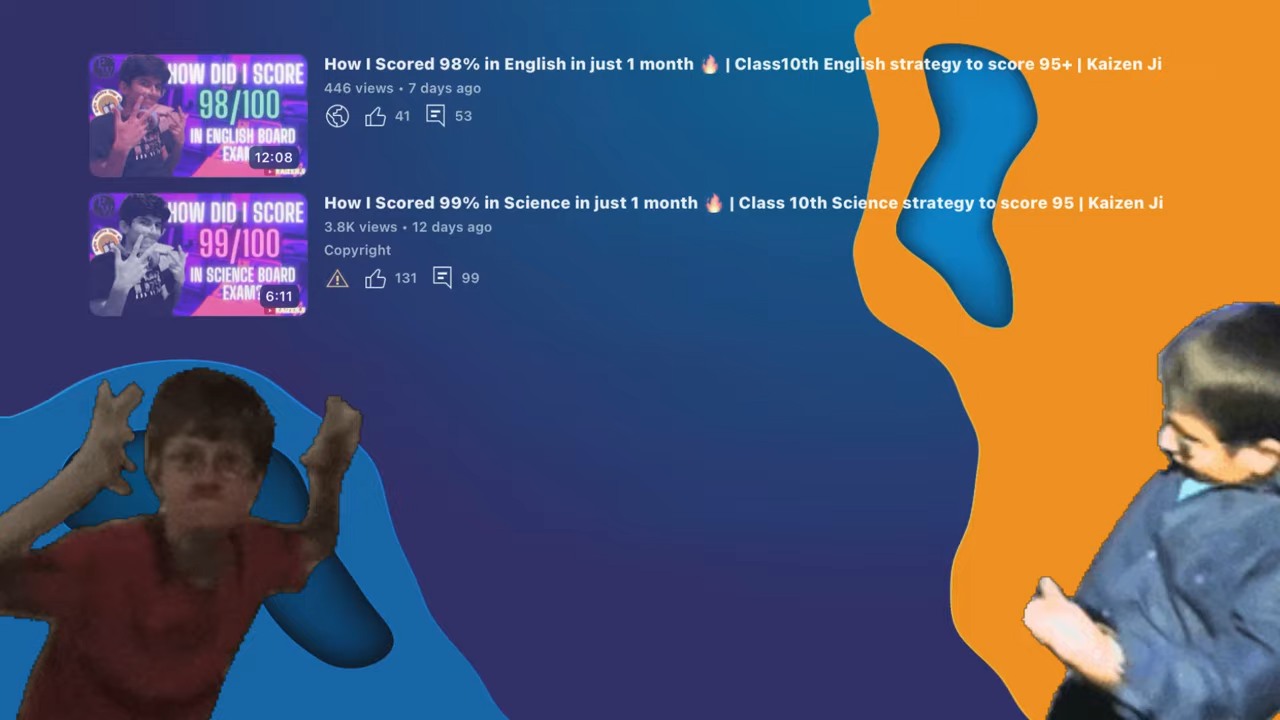 HOW DID I SCORE
98/100
IN ENGLISH BOARD
12:08
How I Scored 98% in English in just 1 month 🔥 | Class10th English strategy to score 95+ | Kaizen Ji
446 views • 7 days ago
41 53
HOW DID I SCORE
99/100
IN SCIENCE BOARD
EXAM?
6:11
How I Scored 99% in Science in just 1 month 🔥 | Class 10th Science strategy to score 95 | Kaizen Ji
3.8K views • 12 days ago
Copyright
131 99